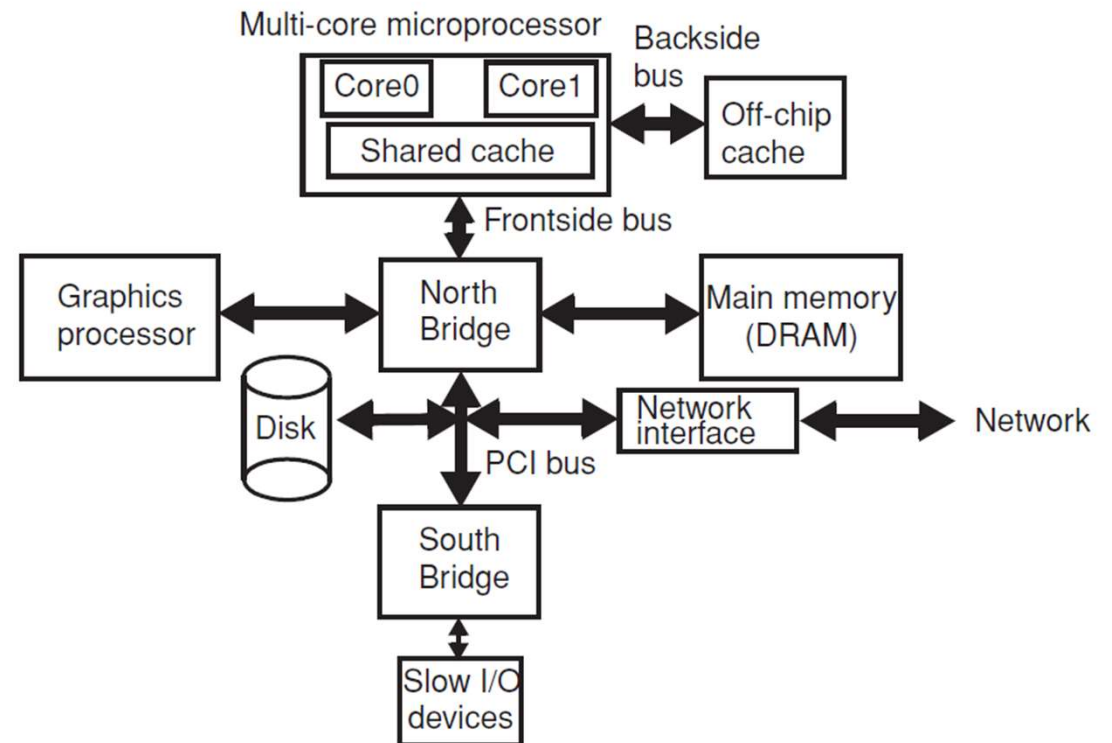 Multi-core microprocessor
Backside
bus
Core0
Core1
Shared cache
Off-chip
cache
Frontside bus
Graphics
processor
North
Bridge
Main memory
(DRAM)
Disk
Network
interface
Network
PCI bus
South
Bridge
Slow I/O
devices